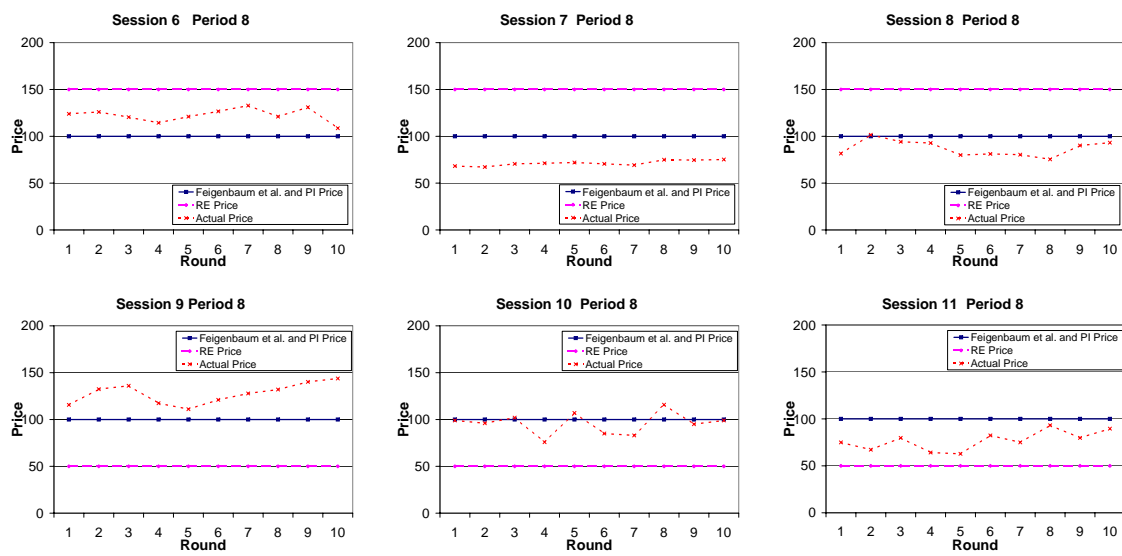 Session 6 Period 8
200
150
100
50
0
Price
Feigenbaum et al. and PI Price
RE Price
Actual Price
1 2 3 4 5 6 7 8 9 10
Round
Session 7 Period 8
200
150
100
50
0
Price
Feigenbaum et al. and PI Price
RE Price
Actual Price
1 2 3 4 5 6 7 8 9 10
Round
Session 8 Period 8
200
150
100
50
0
Price
Feigenbaum et al. and PI Price
RE Price
Actual Price
1 2 3 4 5 6 7 8 9 10
Round
Session 9 Period 8
200
150
100
50
0
Price
Feigenbaum et al. and PI Price
RE Price
Actual Price
1 2 3 4 5 6 7 8 9 10
Round
Session 10 Period 8
200
150
100
50
0
Price
Feigenbaum et al. and PI Price
RE Price
Actual Price
1 2 3 4 5 6 7 8 9 10
Round
Session 11 Period 8
200
150
100
50
0
Price
Feigenbaum et al. and PI Price
RE Price
Actual Price
1 2 3 4 5 6 7 8 9 10
Round